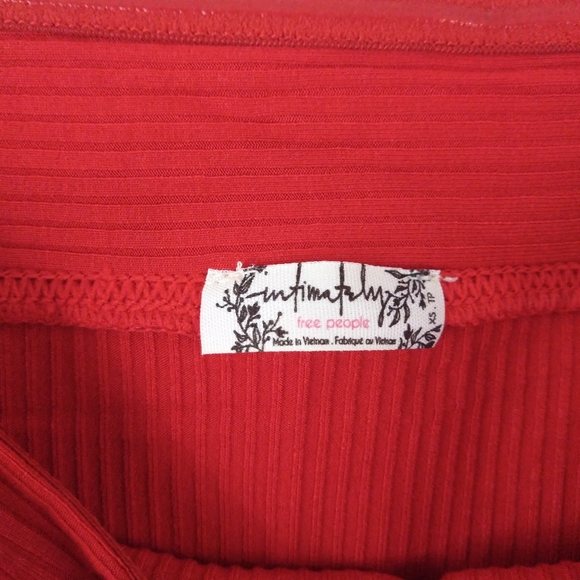 intimately
free people
Made in Vietnam . Fabriqué au Vietnam
XS TP